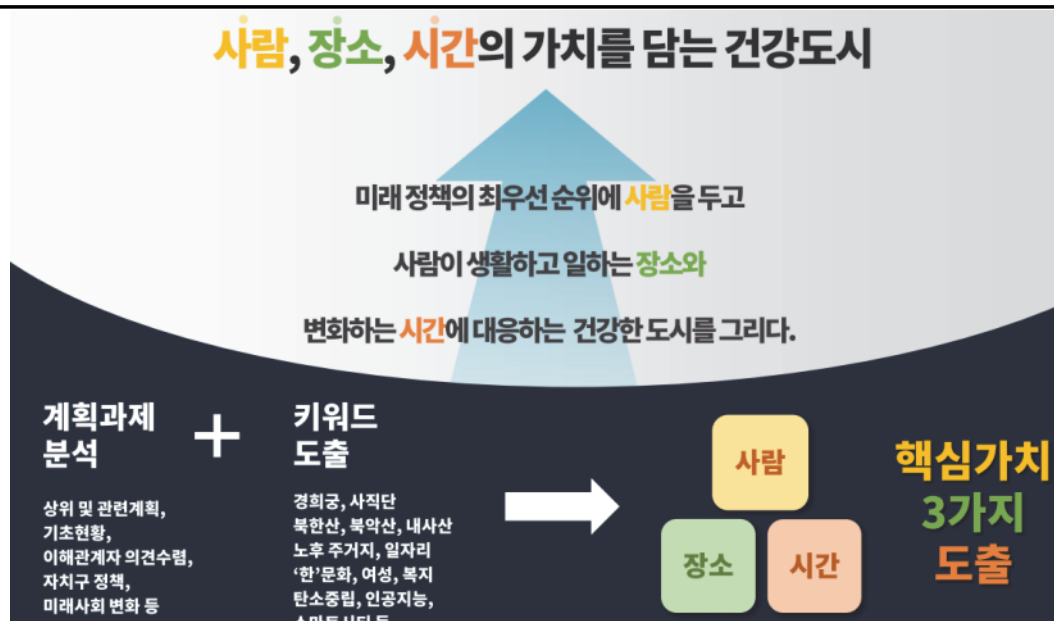 사람, 장소, 시간의 가치를 담는 건강도시
미래 정책의 최우선 순위에 사람을 두고
사람이 생활하고 일하는 장소와
변화하는 시간에 대응하는 건강한 도시를 그리다.
계획과제
분석
상위 및 관련계획,
기초현황,
이해관계자 의견수렴,
자치구 정책,
미래사회 변화 등
+
키워드
도출
경희궁, 사직단
북한산, 북악산, 내사산
노후 주거지, 일자리
‘한’문화, 여성, 복지
탄소중립, 인공지능,
사람
장소
시간
핵심가치
3가지
도출